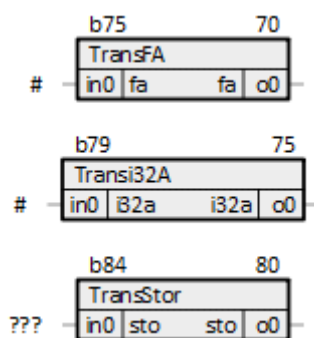 b75 70
TransFA
# in0 fa fa o0
b79 75
Transi32A
# in0 i32a i32a o0
b84 80
TransStor
??? in0 sto sto o0